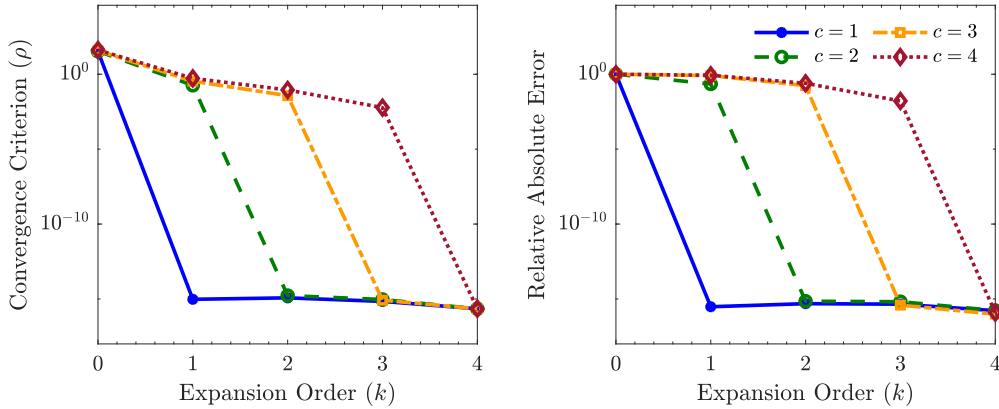 Convergence Criterion (ρ)
10^0
10^{-10}
0 1 2 3 4
Expansion Order (k)
Relative Absolute Error
c = 1 c = 3
c = 2 c = 4
10^0
10^{-10}
0 1 2 3 4
Expansion Order (k)